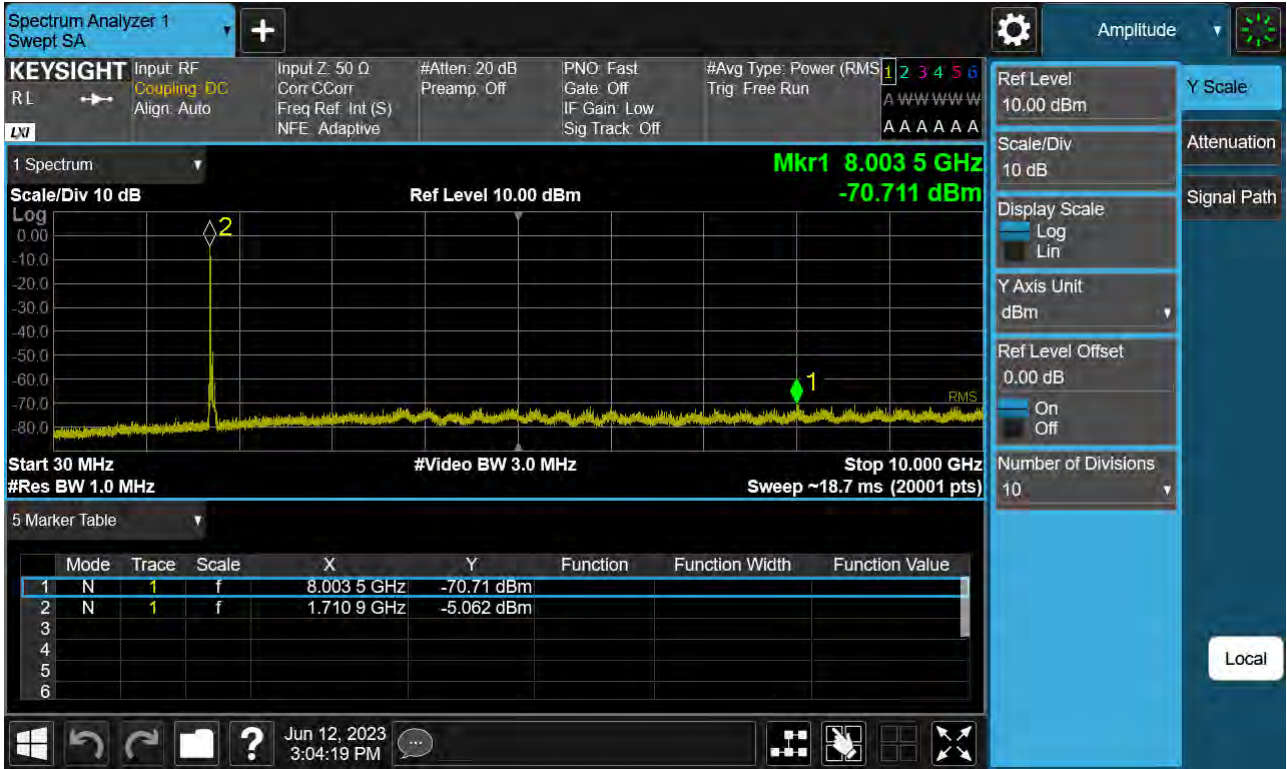 Spectrum Analyzer 1
Swept SA
+
Amplitude
KEYSIGHT
RL
LXI
Input: RF
Coupling: DC
Align: Auto
Input Z: 50 Ω
Corr CCorr
Freq Ref: Int (S)
NFE: Adaptive
#Atten: 20 dB
Preamp: Off
PNO: Fast
Gate: Off
IF Gain: Low
Sig Track: Off
#Avg Type: Power (RMS
Trig: Free Run
1 2 3 4 5 6
A W W W W W
A A A A A A
1 Spectrum
Mkr1 8.003 5 GHz
Scale/Div 10 dB
Ref Level 10.00 dBm
-70.711 dBm
Log
0.00
-10.0
-20.0
-30.0
-40.0
-50.0
-60.0
-70.0
-80.0
2
1
RMS
Start 30 MHz
#Video BW 3.0 MHz
Stop 10.000 GHz
#Res BW 1.0 MHz
Sweep ~18.7 ms (20001 pts)
5 Marker Table
Mode Trace Scale X Y Function Function Width Function Value
1 N 1 f 8.003 5 GHz -70.71 dBm
2 N 1 f 1.710 9 GHz -5.062 dBm
3
4
5
6
Ref Level
10.00 dBm
Scale/Div
10 dB
Display Scale
Log
Lin
Y Axis Unit
dBm
Ref Level Offset
0.00 dB
On
Off
Number of Divisions
10
Y Scale
Attenuation
Signal Path
Local
?
Jun 12, 2023
3:04:19 PM